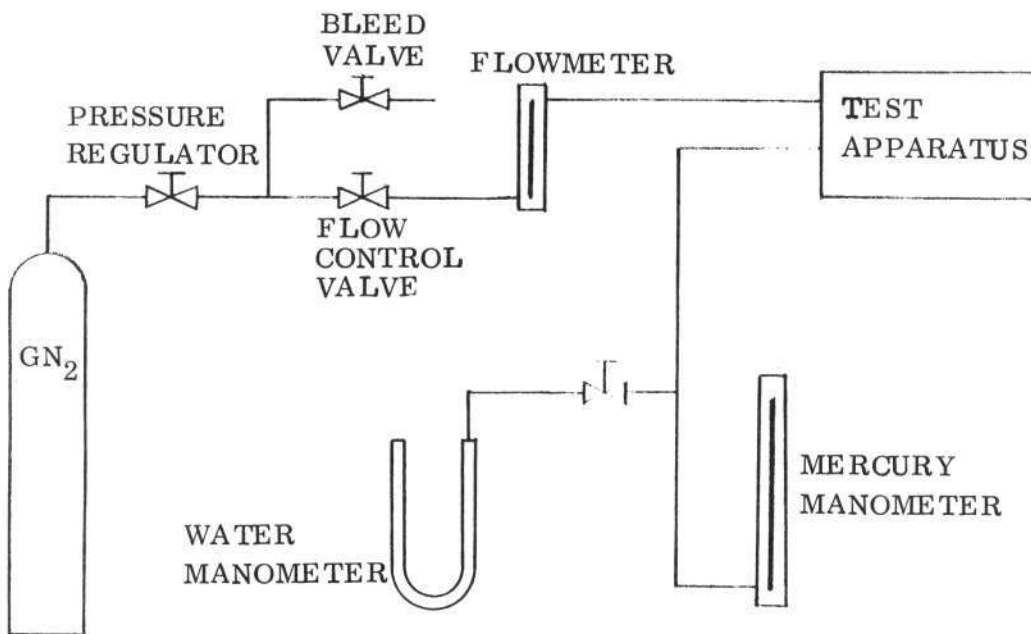 BLEED
VALVE
FLOWMETER
PRESSURE
REGULATOR
TEST
APPARATUS
FLOW
CONTROL
VALVE
GN2
WATER
MANOMETER
MERCURY
MANOMETER